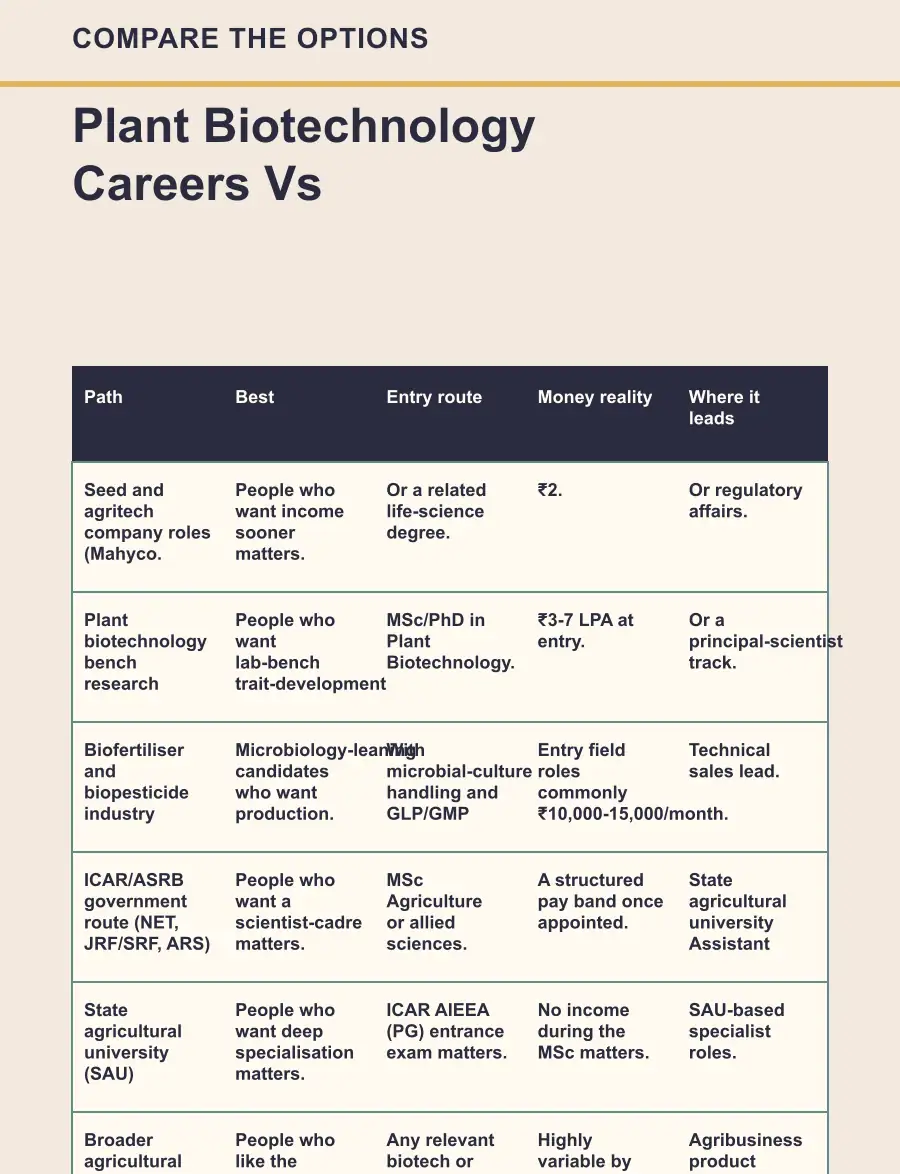 COMPARE THE OPTIONS
Plant Biotechnology
Careers Vs
Path
Best
Entry route
Money reality
Where it
leads
Seed and
agritech
company roles
(Mahyco.
People who
want income
sooner
matters.
Or a related
life-science
degree.
₹2.
Or regulatory
affairs.
Plant
biotechnology
bench
research
People who
want
lab-bench
trait-development
MSc/PhD in
Plant
Biotechnology.
₹3-7 LPA at
entry.
Or a
principal-scientist
track.
Biofertiliser
and
biopesticide
industry
Microbiology-leaning
candidates
who want
production.
With
microbial-culture
handling and
GLP/GMP
Entry field
roles
commonly
₹10,000-15,000/month.
Technical
sales lead.
ICAR/ASRB
government
route (NET,
JRF/SRF, ARS)
People who
want a
scientist-cadre
matters.
MSc
Agriculture
or allied
sciences.
A structured
pay band once
appointed.
State
agricultural
university
Assistant
State
agricultural
university
(SAU)
People who
want deep
specialisation
matters.
ICAR AIEEA
(PG) entrance
exam matters.
No income
during the
MSc matters.
SAU-based
specialist
roles.
Broader
agricultural
People who
like the
Any relevant
biotech or
Highly
variable by
Agribusiness
product